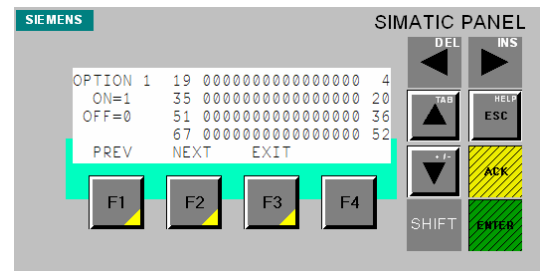 SIEMENS
SIMATIC PANEL
DEL
INS
OPTION 1 19 0000000000000000 4
ON=1 35 0000000000000000 20
OFF=0 51 0000000000000000 36
67 0000000000000000 52
PREV NEXT EXIT
TAB
HELP
ESC
+/-
ACK
F1 F2 F3 F4
SHIFT
ENTER